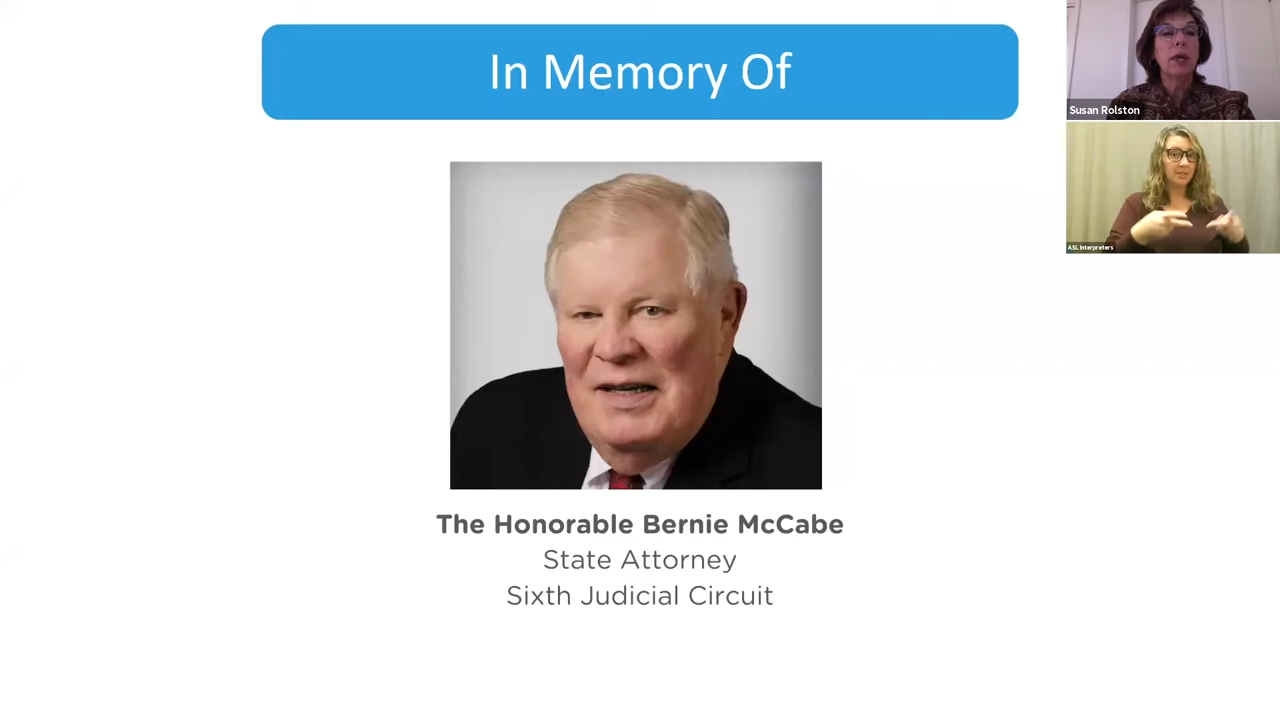 In Memory Of
Susan Rolston
ASL Interpreters
The Honorable Bernie McCabe
State Attorney
Sixth Judicial Circuit